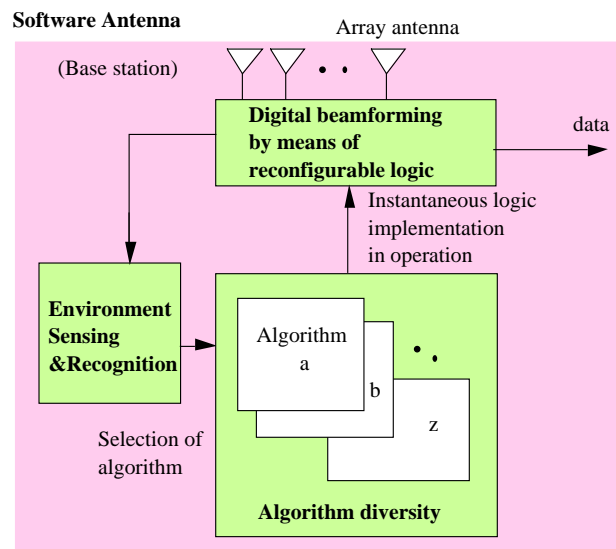 Software Antenna
Array antenna
(Base station)
Digital beamforming
by means of
reconfigurable logic
data
Instantaneous logic
implementation
in operation
Environment
Sensing
&Recognition
Algorithm
a
b
z
Selection of
algorithm
Algorithm diversity